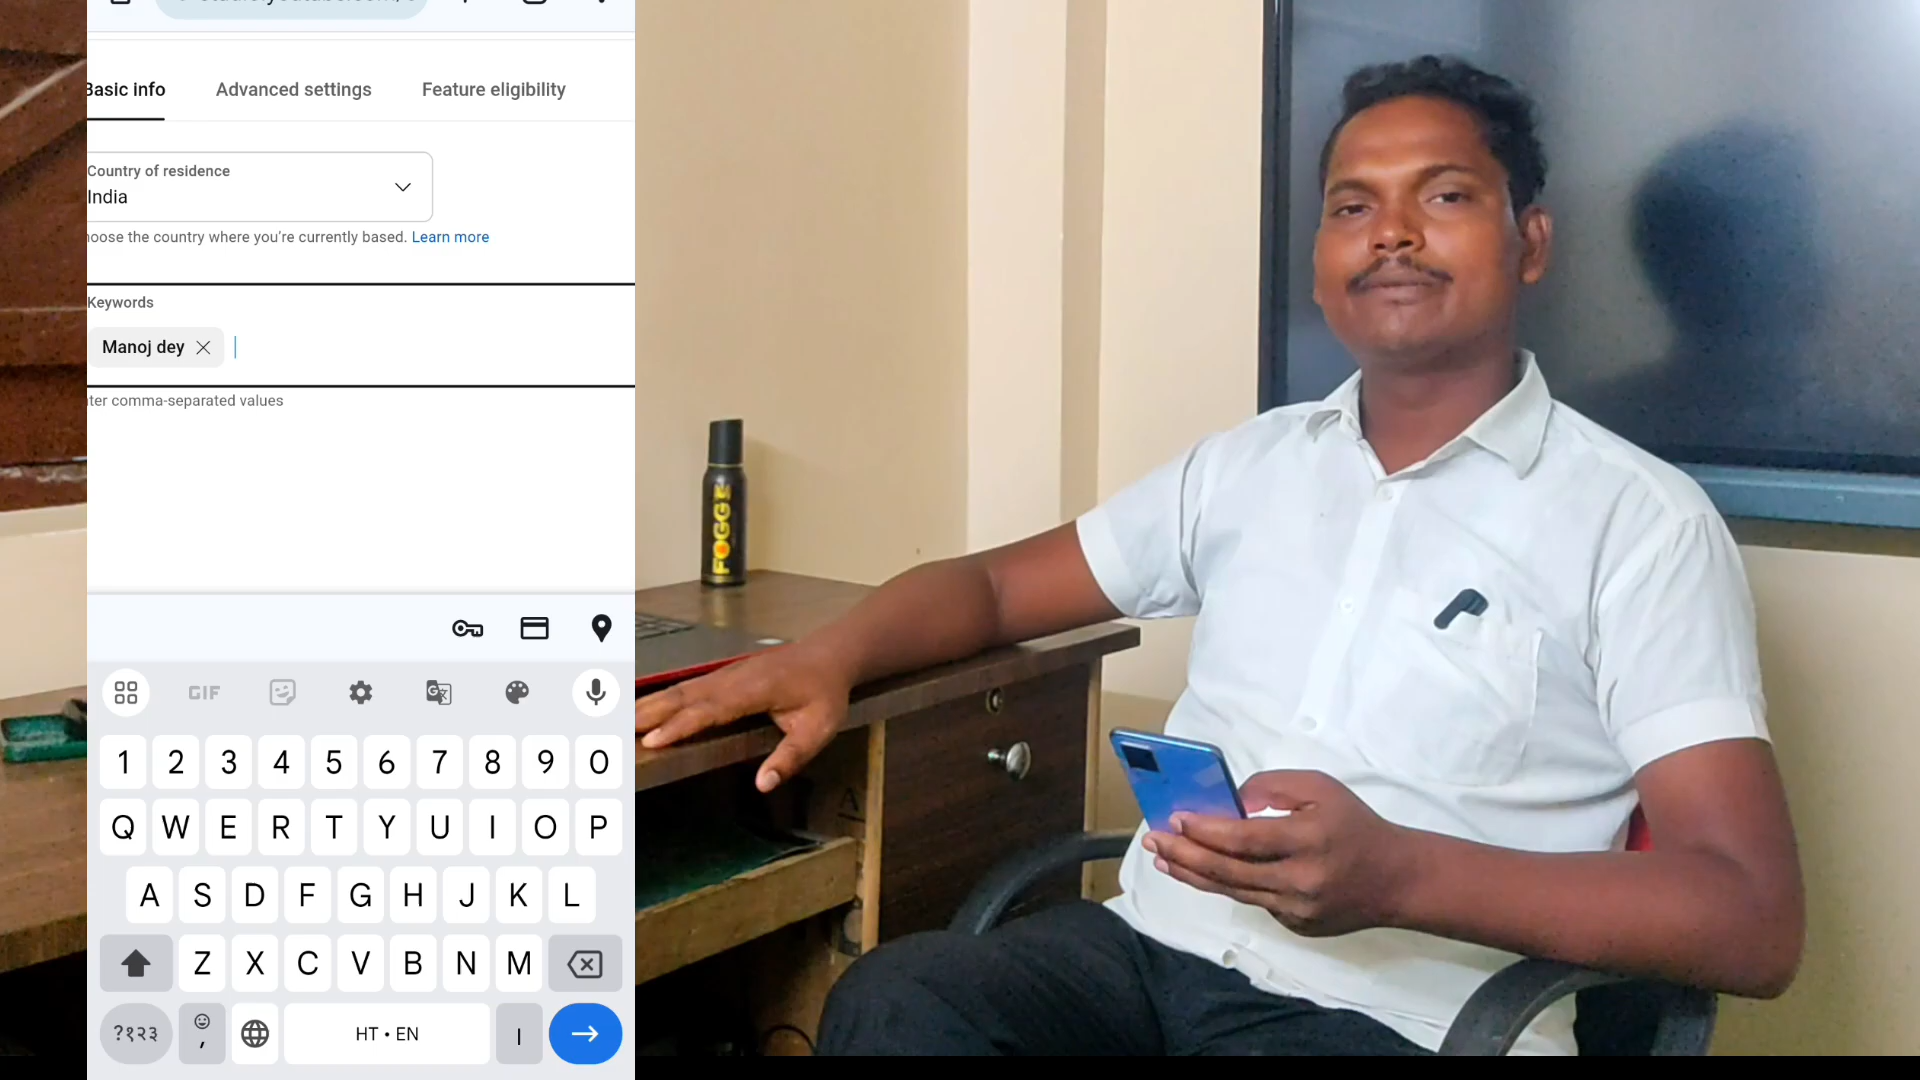 Basic info Advanced settings Feature eligibility
Country of residence
India
hoose the country where you're currently based. Learn more
Keywords
Manoj dey
ter comma-separated values
GIF
1 2 3 4 5 6 7 8 9 0
Q W E R T Y U I O P
A S D F G H J K L
Z X C V B N M
?१२३ , HT • EN |
FOGG